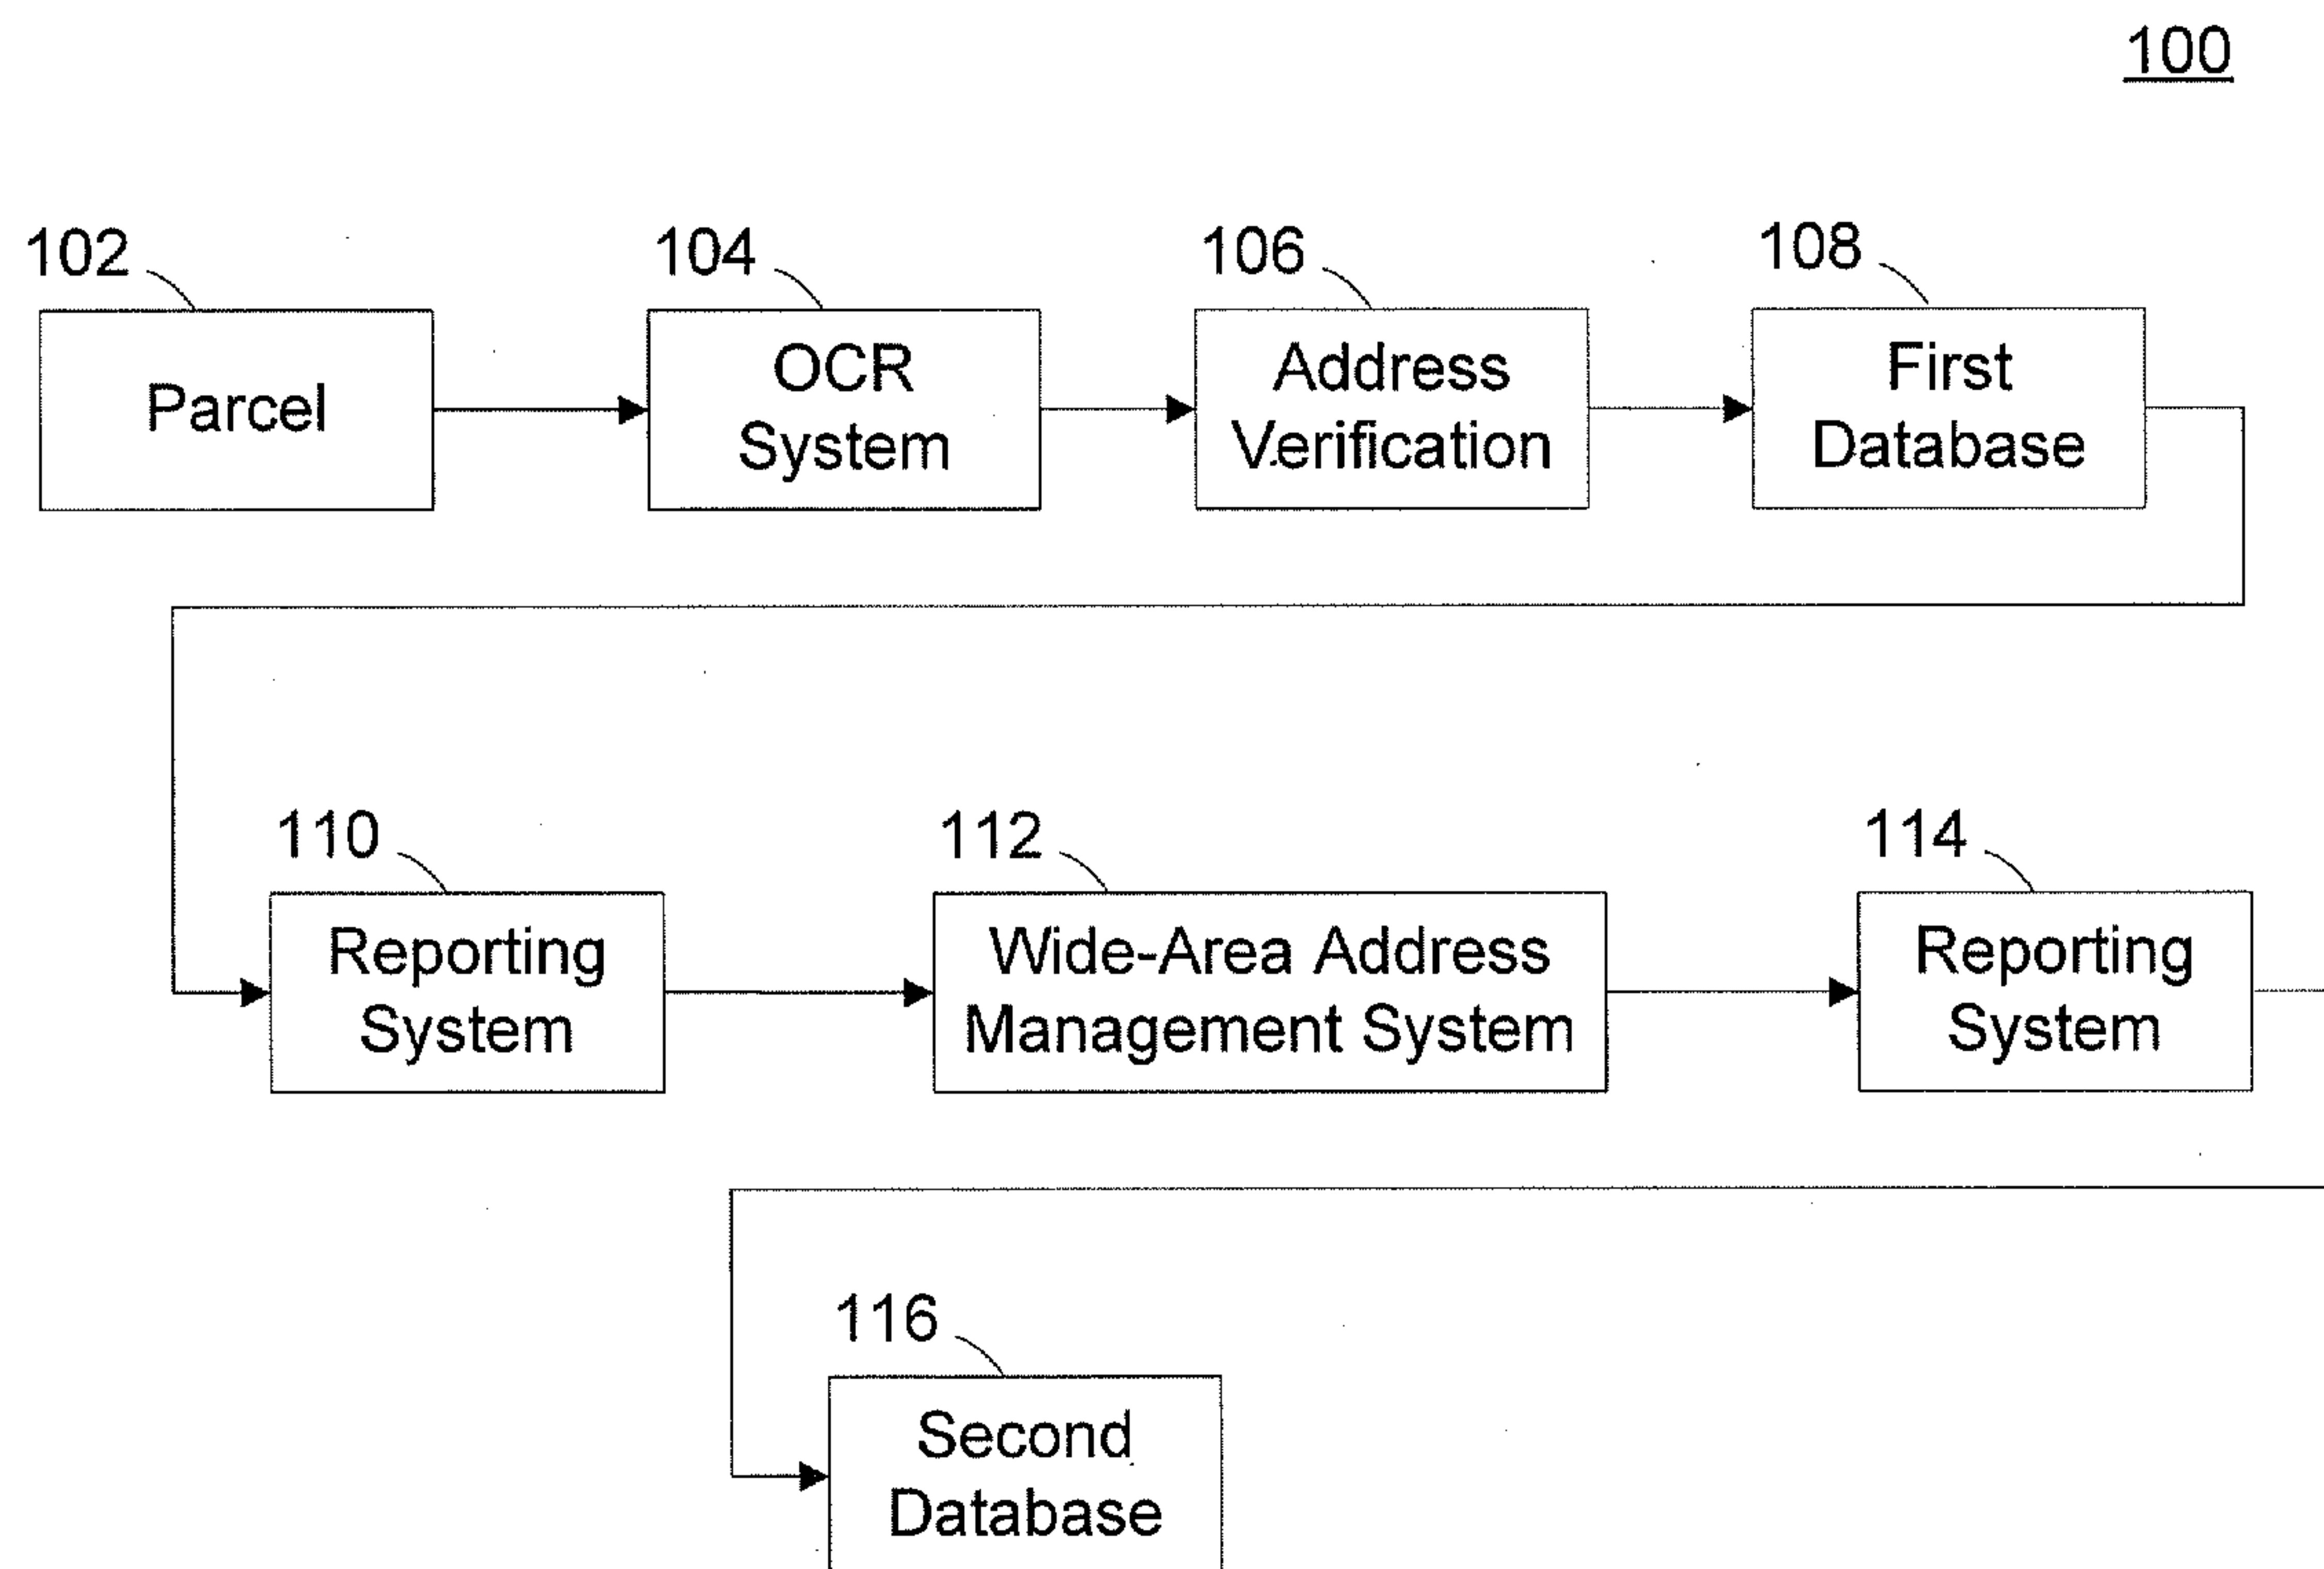 100
102
104
106
108
Parcel
OCR
System
Address
Verification
First
Database
110
112
114
Reporting
System
Wide-Area Address
Management System
Reporting
System
116
Second
Database